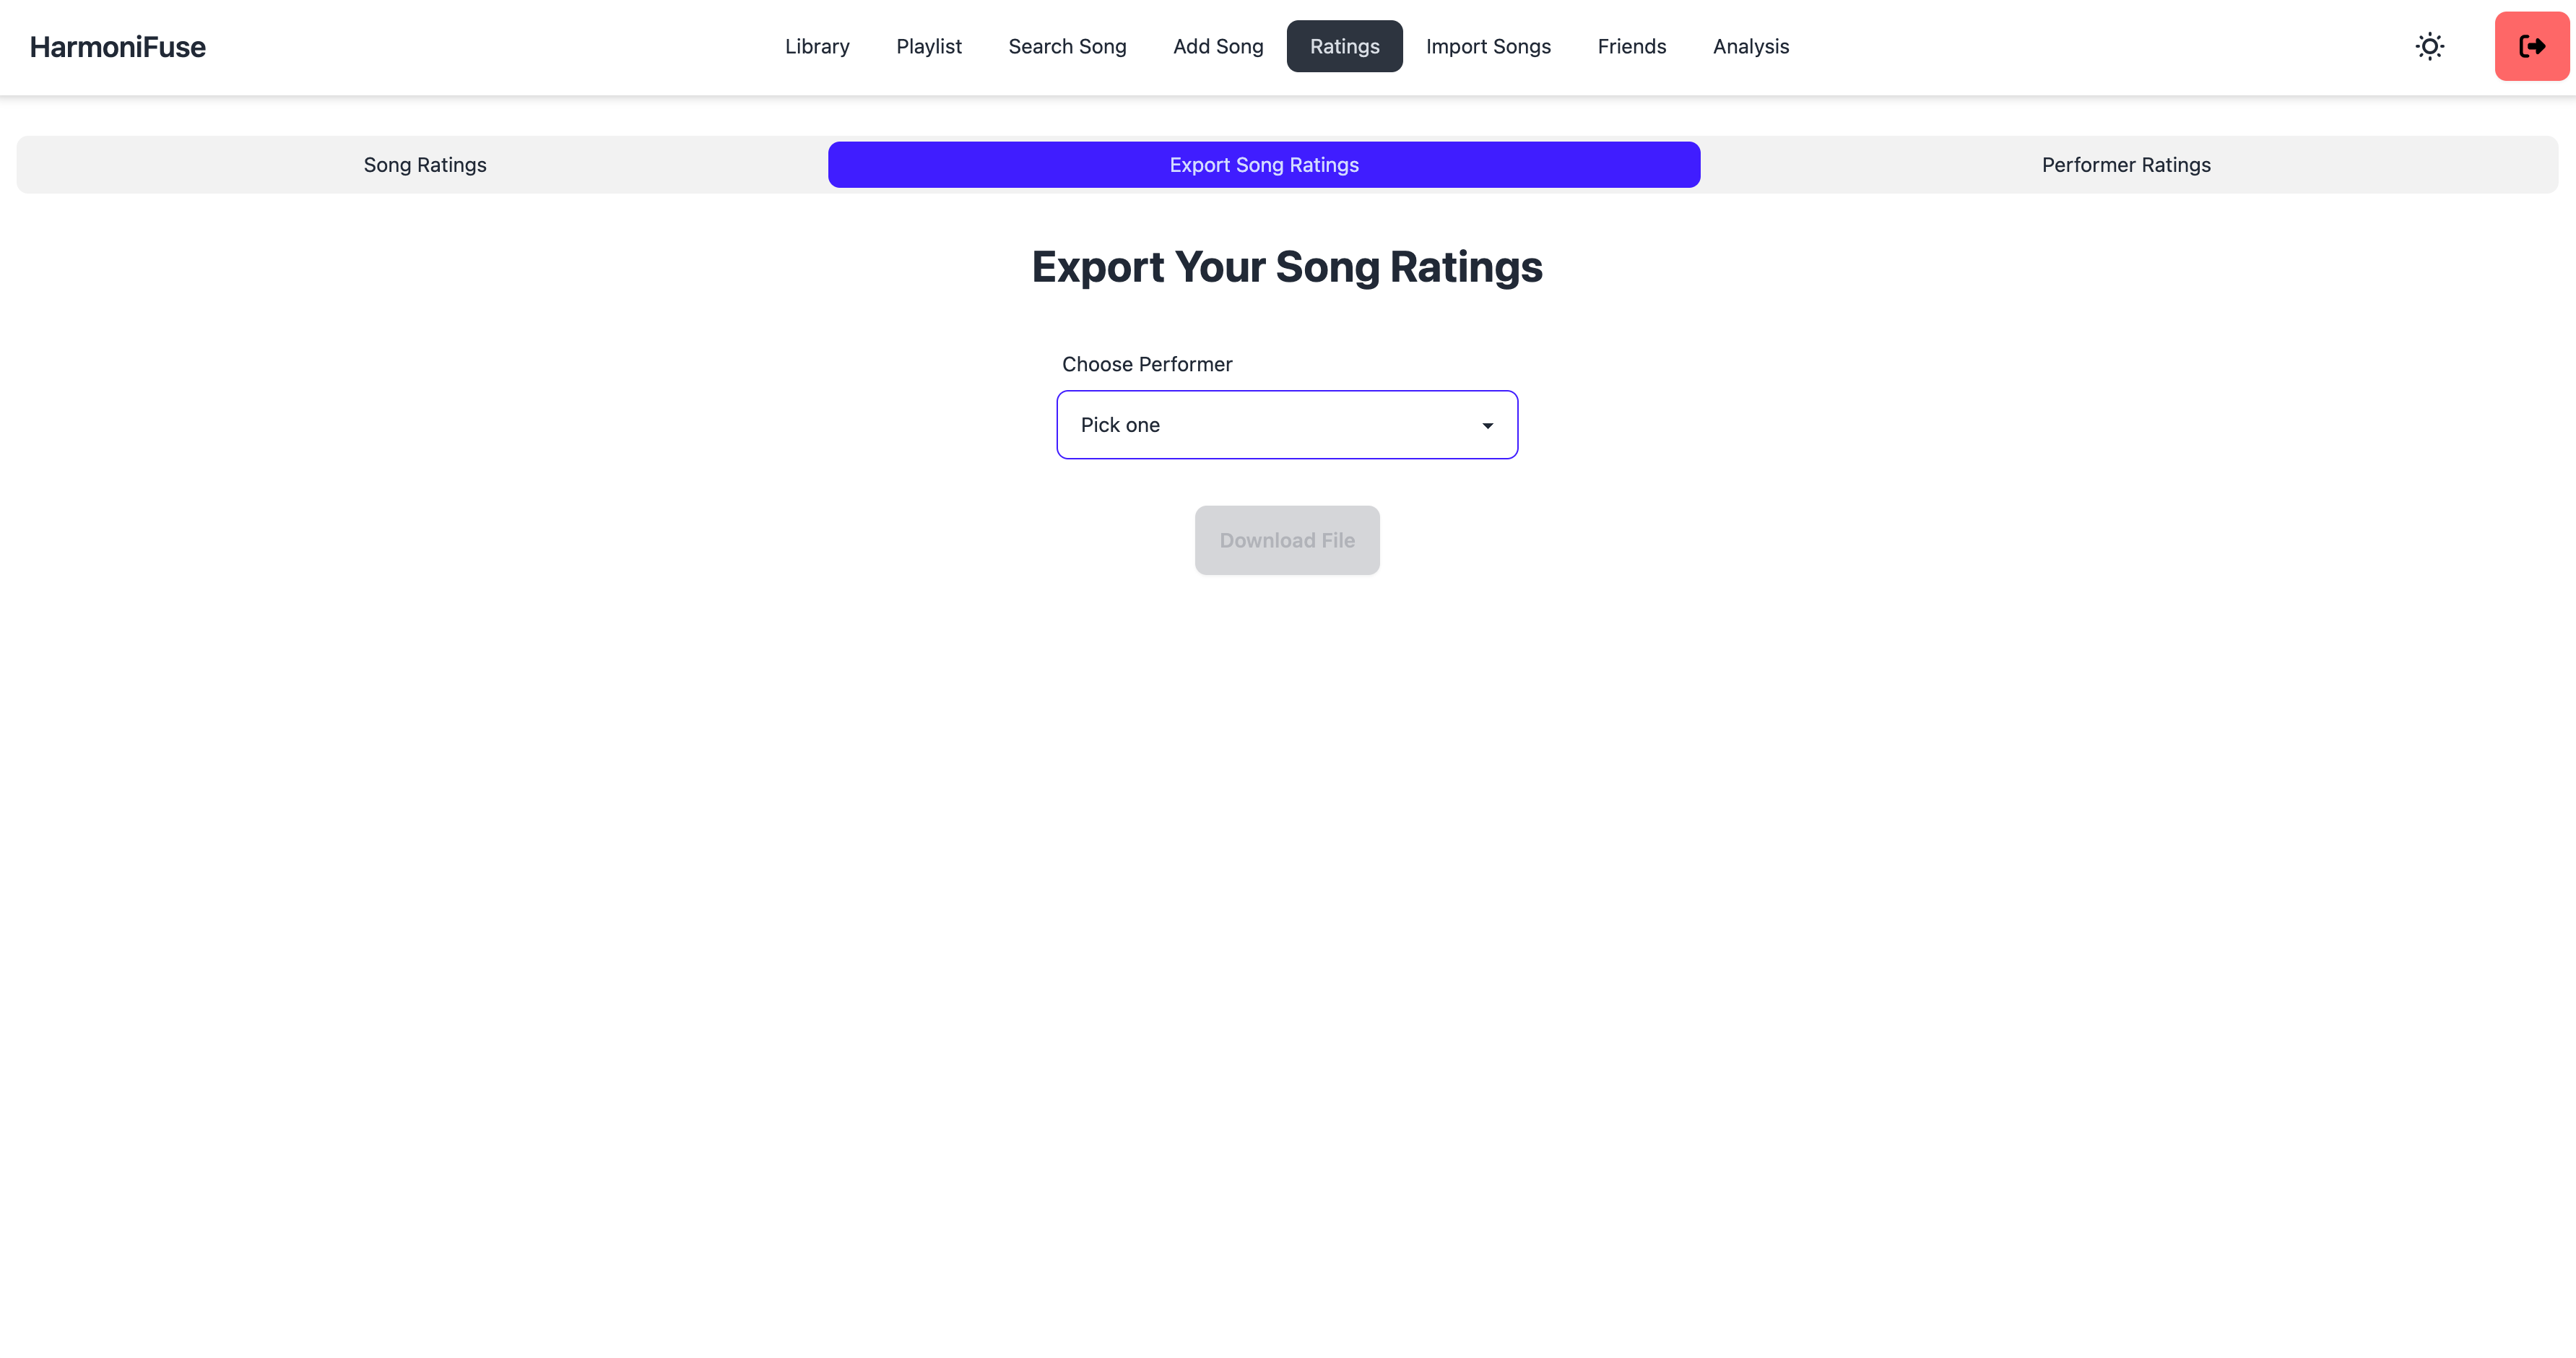 HarmoniFuse
Library Playlist Search Song Add Song Ratings Import Songs Friends Analysis
Song Ratings Export Song Ratings Performer Ratings
Export Your Song Ratings
Choose Performer
Pick one
Download File